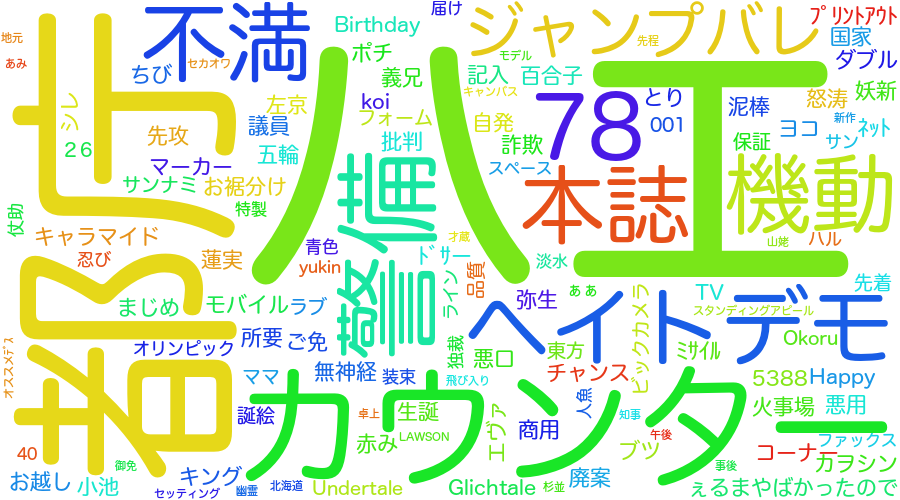 地元
あみ
セカオワ
不満
Birthday
届け
ジャンプバレ
プリントアウト
ちび
ポチ
義兄
モデル
先程
国家
ダブル
シレ
左京
koi
記入
百合子
キャンバス
78
とり
泥棒
怒涛
妖新
26
先攻
議員
フォーム
自発
001
新作
都庁
八工
マーカー
五輪
批判
詐欺
スペース
保証
ヨコ
サン
ネット
サンナミ
お裾分け
警備
本誌
機動
仗助
特製
キャラマイド
忍び
蓮実
青色
yukin
才蔵
ドサー
品質
淡水
山姥
ハル
まじめ
モバイル
ラブ
ライン
弥生
ああ
ビックカメラ
TV
先着
スタンディングアピール
ヘイトデモ
オススメデス
オリンピック
所要
ご免
独裁
悪口
東方
ミサイル
Okoru
ママ
無神経
装束
飛び入り
チャンス
5388
Happy
誕絵
カウンター
卓上
生誕
エヴァ
人魚
知事
火事場
悪用
赤み
LAWSON
商用
ブツ
午後
コーナー
ファックス
40
御免
キング
廃案
カヲシン
お越し
小池
セッティング
幽霊
北海道
Undertale
Glichtale
杉並
事後
ぇるまやばかったので